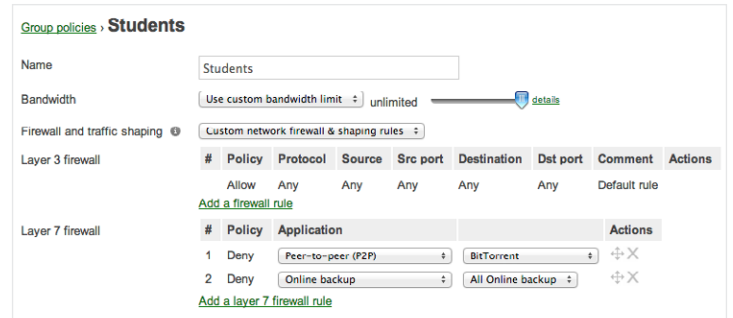 Group policies › Students
Name Students
Bandwidth Use custom bandwidth limit unlimited details
Firewall and traffic shaping i Custom network firewall & shaping rules
Layer 3 firewall # Policy Protocol Source Src port Destination Dst port Comment Actions
Allow Any Any Any Any Any Default rule
Add a firewall rule
Layer 7 firewall # Policy Application Actions
1 Deny Peer-to-peer (P2P) BitTorrent
2 Deny Online backup All Online backup
Add a layer 7 firewall rule